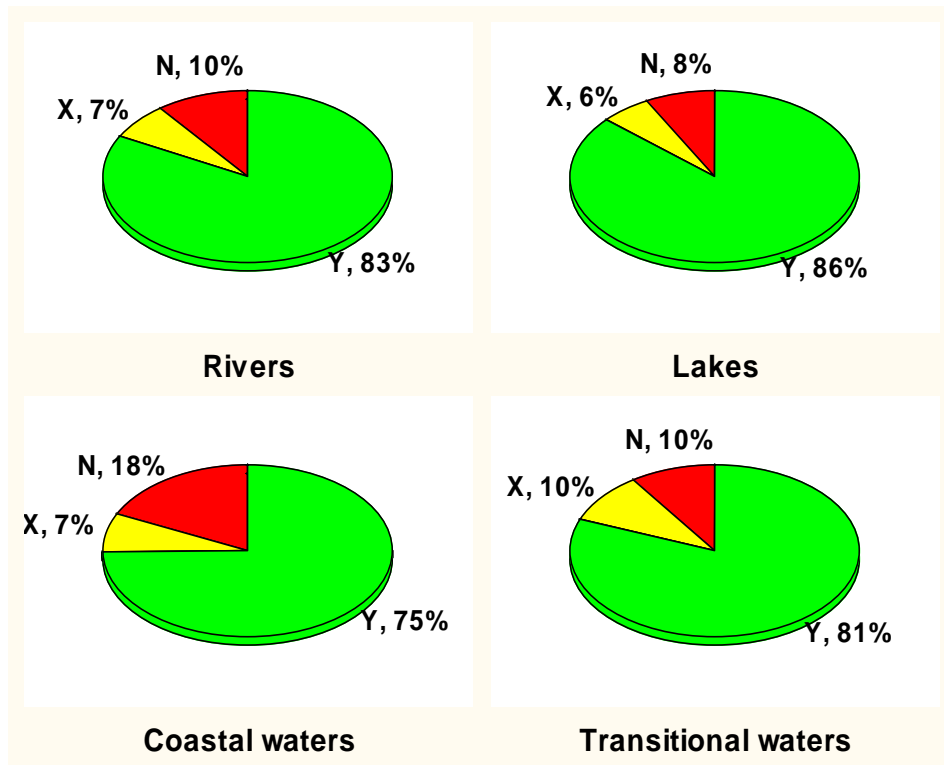 N, 10%
X, 7%
Y, 83%
Rivers
N, 8%
X, 6%
Y, 86%
Lakes
N, 18%
X, 7%
Y, 75%
Coastal waters
N, 10%
X, 10%
Y, 81%
Transitional waters